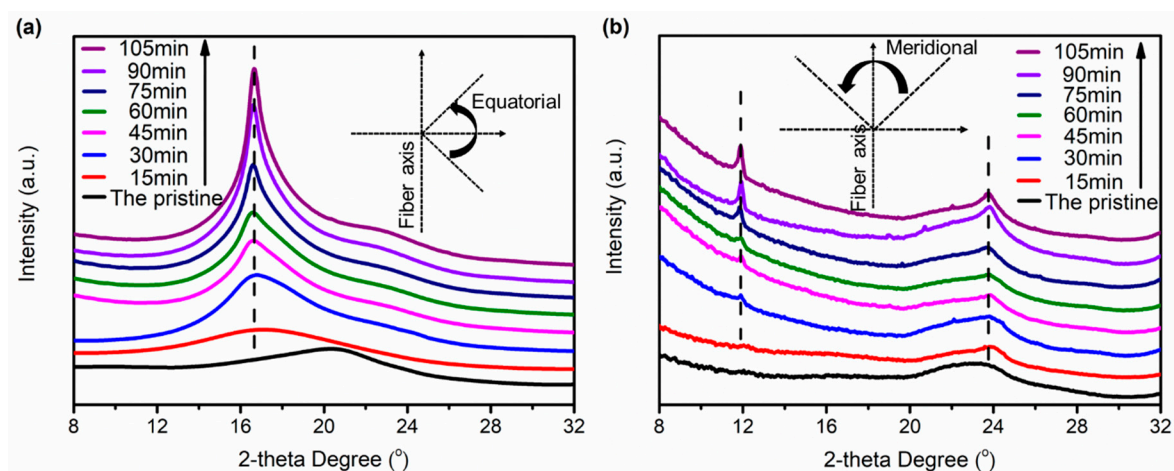 (a)
105min
90min
75min
60min
45min
30min
15min
The pristine
Equatorial
Fiber axis
Intensity (a.u.)
8 12 16 20 24 28 32
2-theta Degree (°)
(b)
Meridional
Fiber axis
105min
90min
75min
60min
45min
30min
15min
The pristine
Intensity (a.u.)
8 12 16 20 24 28 32
2-theta Degree (°)